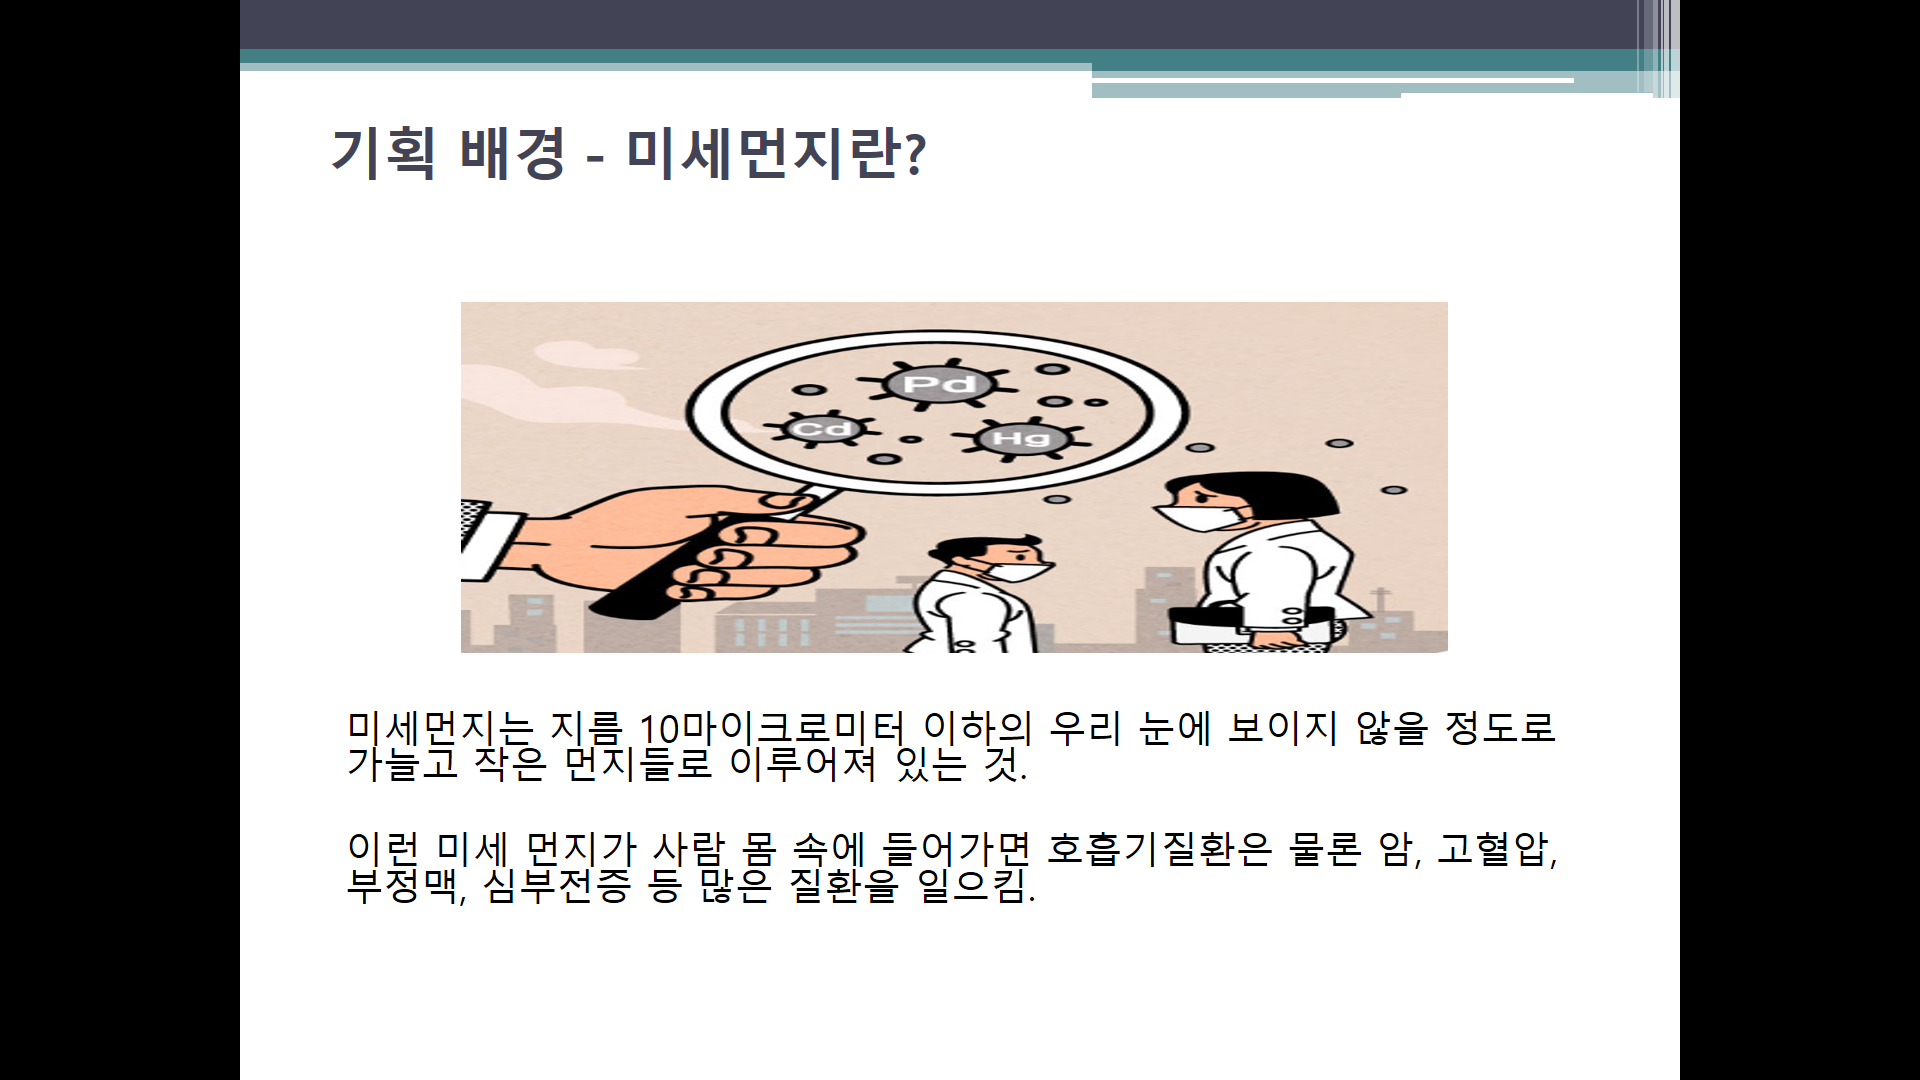 기획 배경 - 미세먼지란?
Pd
Cd
Hg
미세먼지는 지름 10마이크로미터 이하의 우리 눈에 보이지 않을 정도로
가늘고 작은 먼지들로 이루어져 있는 것.
이런 미세 먼지가 사람 몸 속에 들어가면 호흡기질환은 물론 암, 고혈압,
부정맥, 심부전증 등 많은 질환을 일으킴.